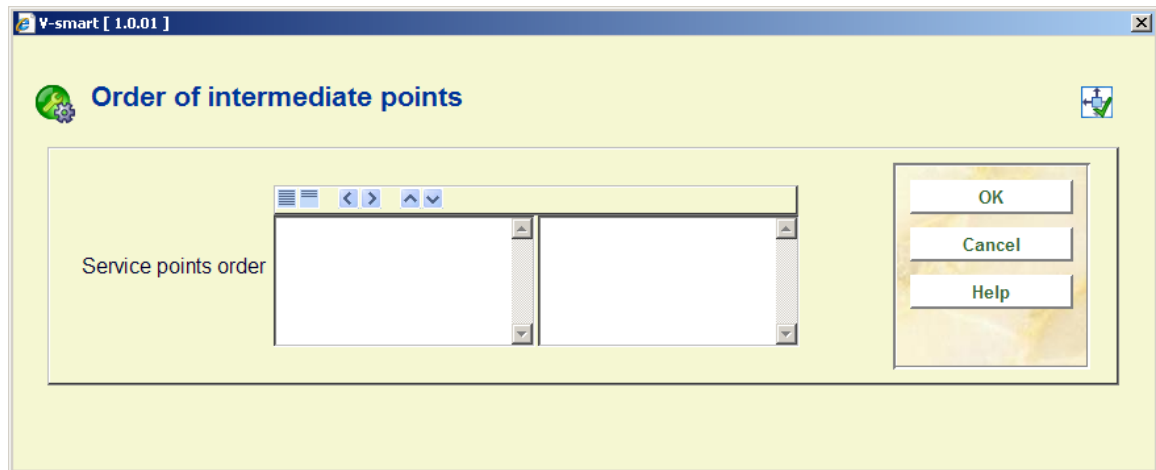 V-smart [ 1.0.01 ]
Order of intermediate points
Service points order
OK
Cancel
Help